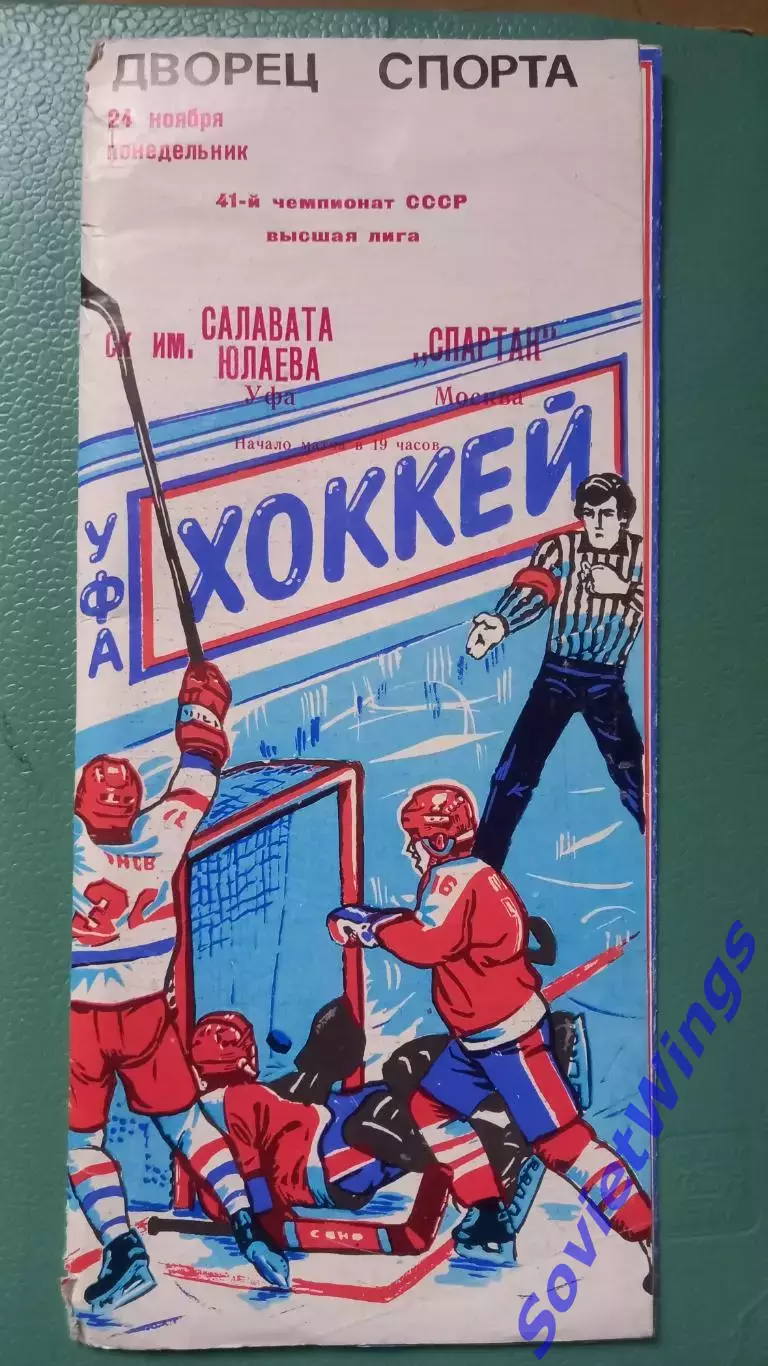 ДВОРЕЦ СПОРТА
24 ноября
понедельник
41-й чемпионат СССР
высшая лига
СК им. САЛАВАТА ЮЛАЕВА
Уфа
„СПАРТАК"
Москва
Начало матча в 19 часов
УФА
ХОККЕЙ
16
SovietWings